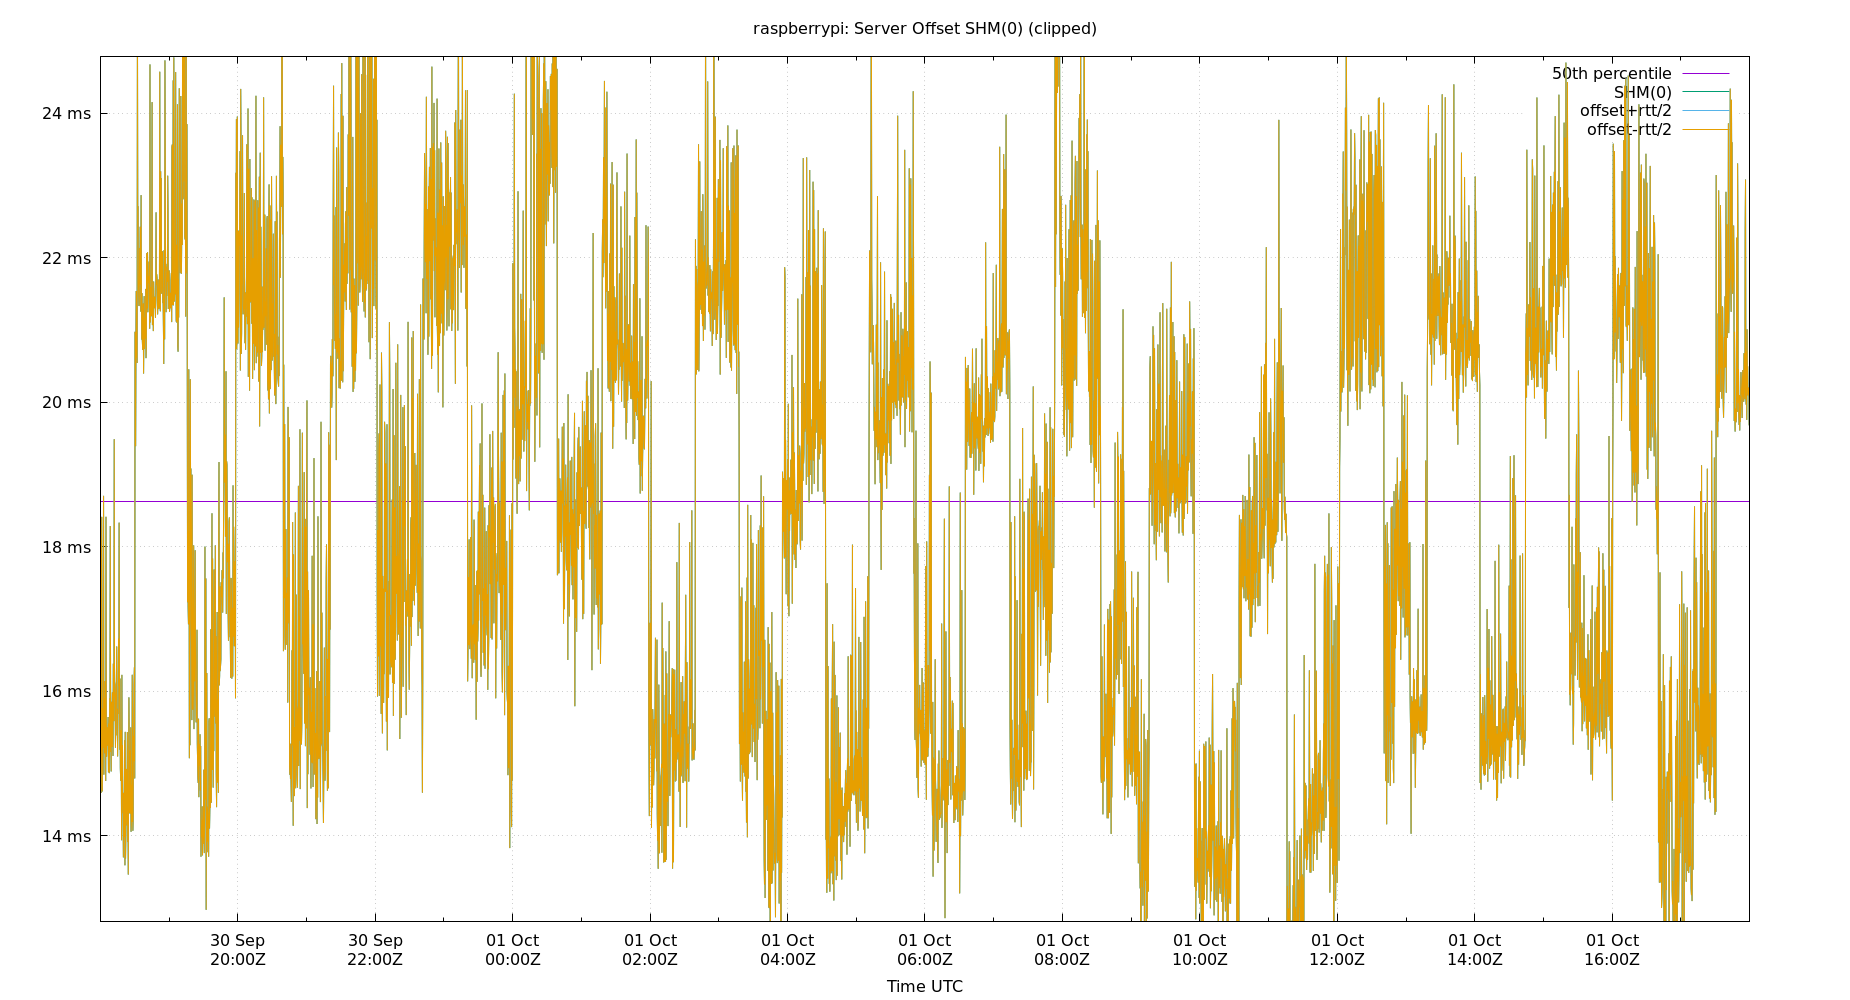 raspberrypi: Server Offset SHM(0) (clipped)
50th percentile
SHM(0)
offset+rtt/2
offset-rtt/2
24 ms
22 ms
20 ms
18 ms
16 ms
14 ms
30 Sep 30 Sep 01 Oct 01 Oct 01 Oct 01 Oct 01 Oct 01 Oct 01 Oct 01 Oct 01 Oct
20:00Z 22:00Z 00:00Z 02:00Z 04:00Z 06:00Z 08:00Z 10:00Z 12:00Z 14:00Z 16:00Z
Time UTC